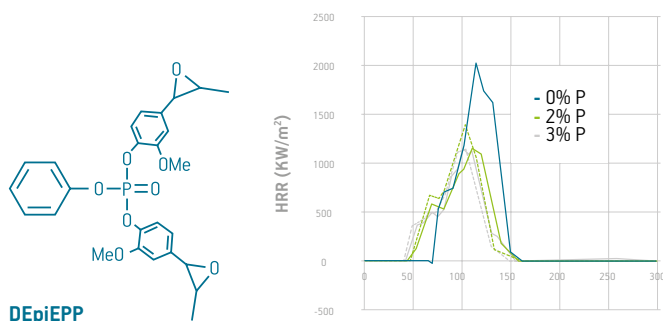 O
OMe
O
O
P
O
O
MeO
O
DEpiEPP
HRR (KW/m²)
2500
2000
1500
1000
500
0
-500
0
50
100
150
200
250
300
0% P
2% P
3% P